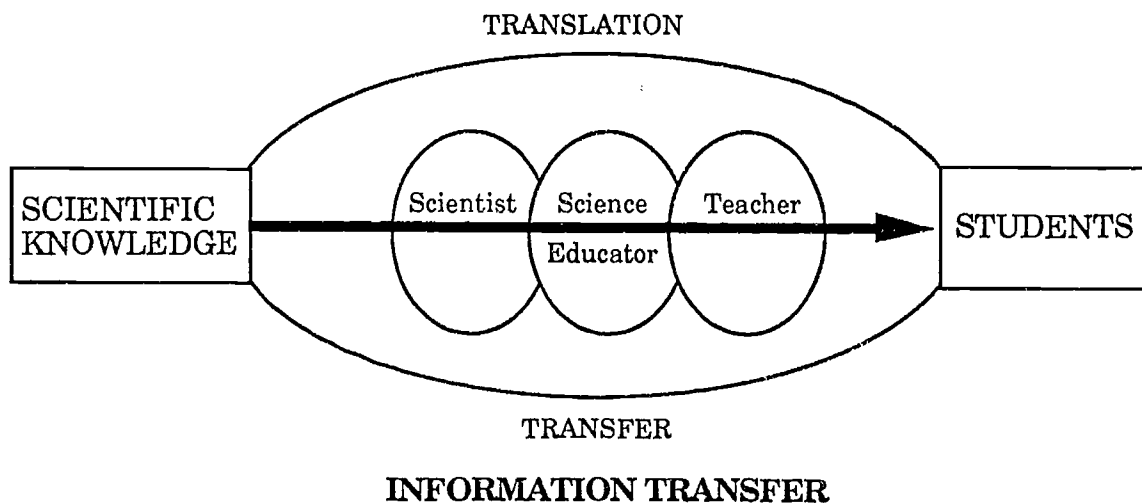 TRANSLATION
SCIENTIFIC
KNOWLEDGE
Scientist
Science
Educator
Teacher
STUDENTS
TRANSFER
INFORMATION TRANSFER